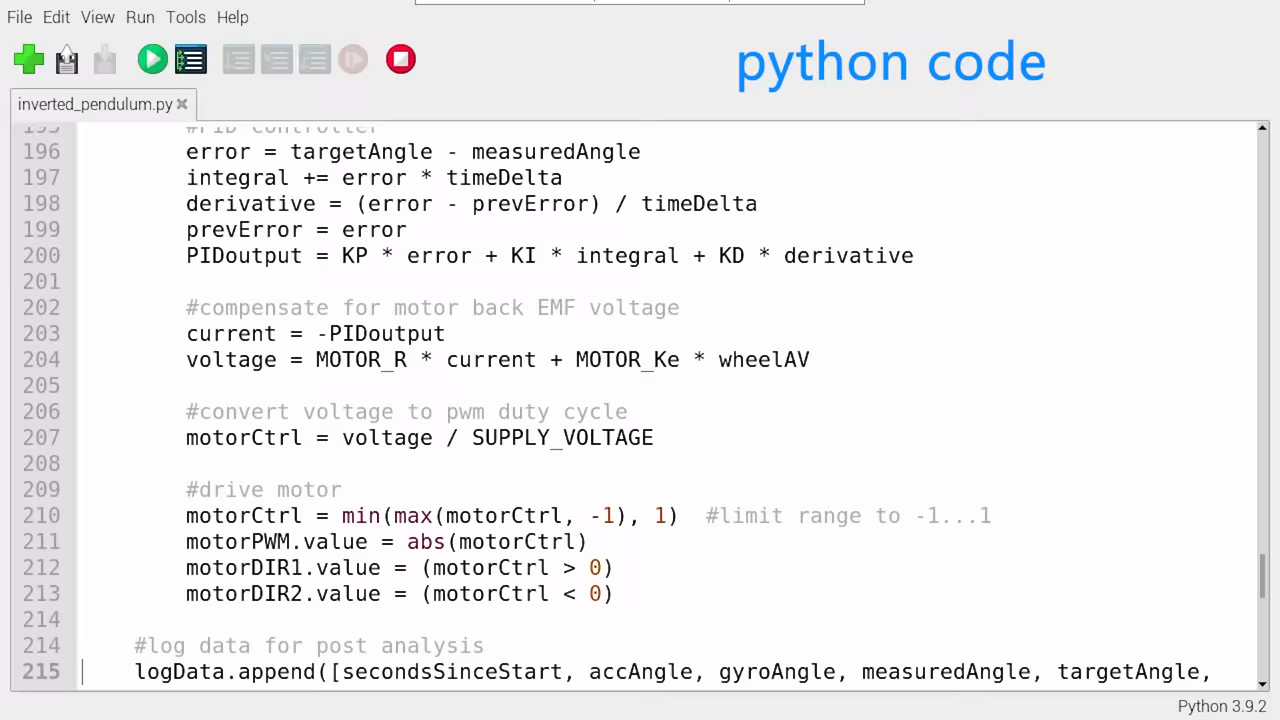 File Edit View Run Tools Help
python code
inverted_pendulum.py
195 #PID controller
196 error = targetAngle - measuredAngle
197 integral += error * timeDelta
198 derivative = (error - prevError) / timeDelta
199 prevError = error
200 PIDoutput = KP * error + KI * integral + KD * derivative
201
202 #compensate for motor back EMF voltage
203 current = -PIDoutput
204 voltage = MOTOR_R * current + MOTOR_Ke * wheelAV
205
206 #convert voltage to pwm duty cycle
207 motorCtrl = voltage / SUPPLY_VOLTAGE
208
209 #drive motor
210 motorCtrl = min(max(motorCtrl, -1), 1) #limit range to -1...1
211 motorPWM.value = abs(motorCtrl)
212 motorDIR1.value = (motorCtrl > 0)
213 motorDIR2.value = (motorCtrl < 0)
214
214 #log data for post analysis
215 logData.append([secondsSinceStart, accAngle, gyroAngle, measuredAngle, targetAngle,
Python 3.9.2